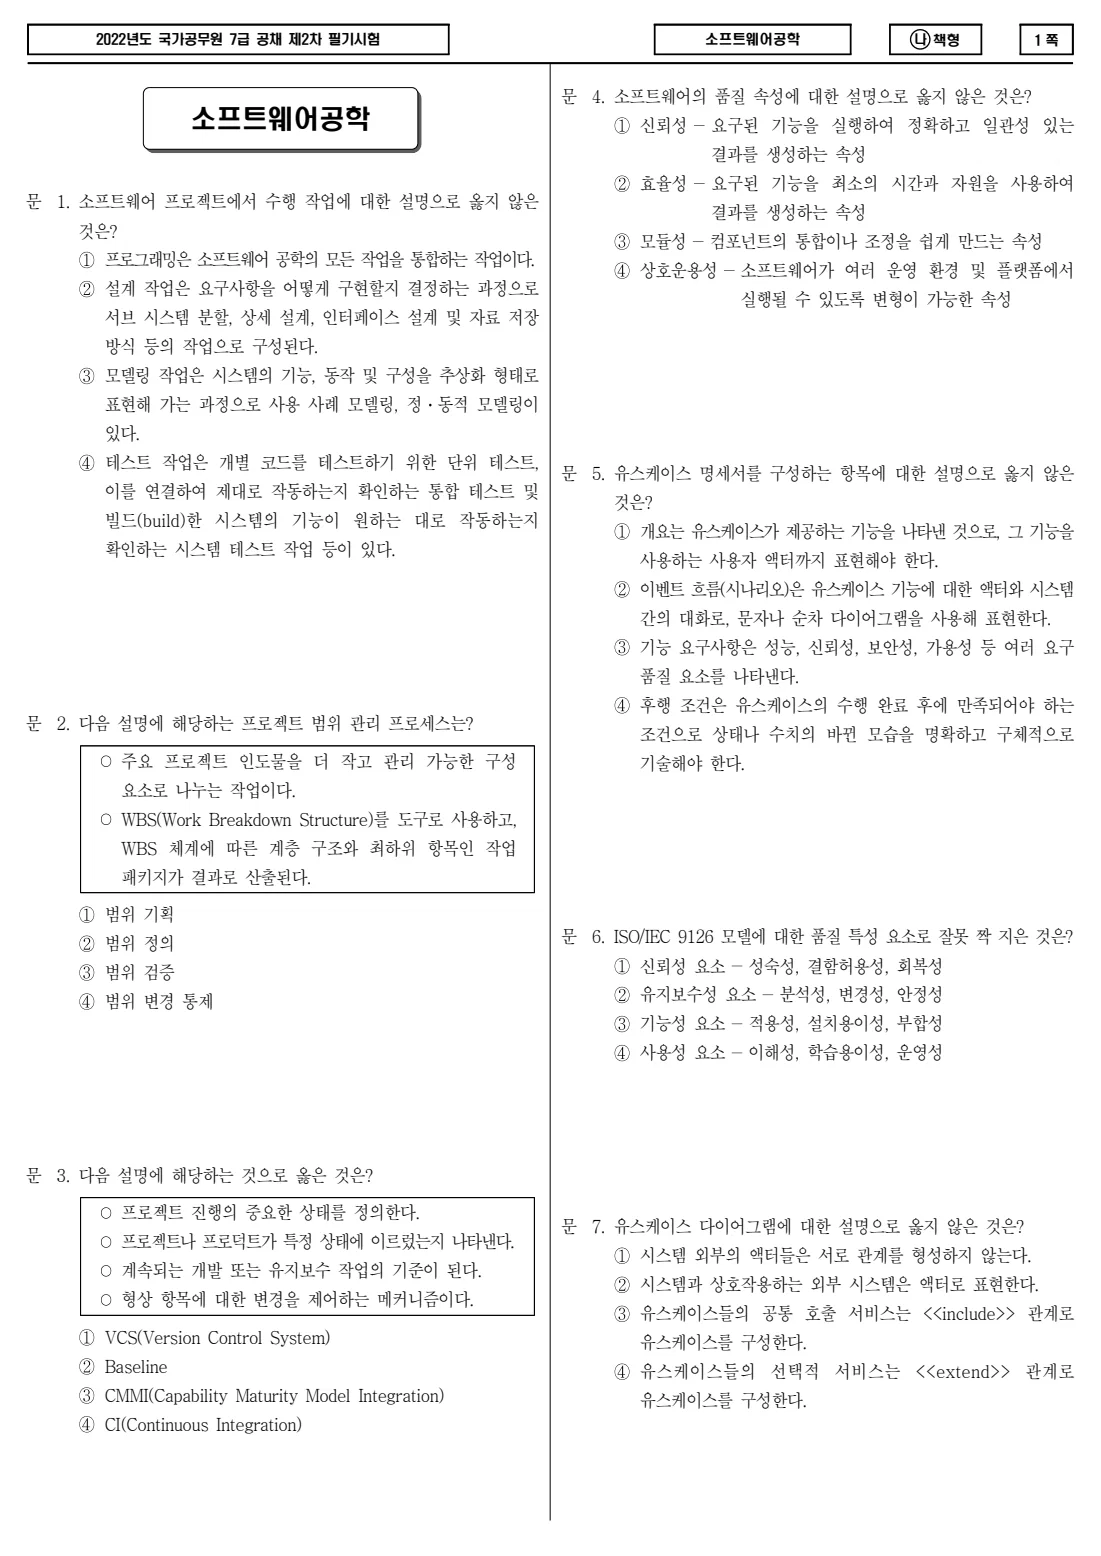 2022년도 국가공무원 7급 공채 제2차 필기시험
소프트웨어공학
㉯책형
1 쪽
소프트웨어공학
문 1. 소프트웨어 프로젝트에서 수행 작업에 대한 설명으로 옳지 않은
것은?
① 프로그래밍은 소프트웨어 공학의 모든 작업을 통합하는 작업이다.
② 설계 작업은 요구사항을 어떻게 구현할지 결정하는 과정으로
서브 시스템 분할, 상세 설계, 인터페이스 설계 및 자료 저장
방식 등의 작업으로 구성된다.
③ 모델링 작업은 시스템의 기능, 동작 및 구성을 추상화 형태로
표현해 가는 과정으로 사용 사례 모델링, 정・동적 모델링이
있다.
④ 테스트 작업은 개별 코드를 테스트하기 위한 단위 테스트,
이를 연결하여 제대로 작동하는지 확인하는 통합 테스트 및
빌드(build)한 시스템의 기능이 원하는 대로 작동하는지
확인하는 시스템 테스트 작업 등이 있다.
문 2. 다음 설명에 해당하는 프로젝트 범위 관리 프로세스는?
○ 주요 프로젝트 인도물을 더 작고 관리 가능한 구성
요소로 나누는 작업이다.
○ WBS(Work Breakdown Structure)를 도구로 사용하고,
WBS 체계에 따른 계층 구조와 최하위 항목인 작업
패키지가 결과로 산출된다.
① 범위 기획
② 범위 정의
③ 범위 검증
④ 범위 변경 통제
문 3. 다음 설명에 해당하는 것으로 옳은 것은?
○ 프로젝트 진행의 중요한 상태를 정의한다.
○ 프로젝트나 프로덕트가 특정 상태에 이르렀는지 나타낸다.
○ 계속되는 개발 또는 유지보수 작업의 기준이 된다.
○ 형상 항목에 대한 변경을 제어하는 메커니즘이다.
① VCS(Version Control System)
② Baseline
③ CMMI(Capability Maturity Model Integration)
④ CI(Continuous Integration)
문 4. 소프트웨어의 품질 속성에 대한 설명으로 옳지 않은 것은?
① 신뢰성 – 요구된 기능을 실행하여 정확하고 일관성 있는
결과를 생성하는 속성
② 효율성 – 요구된 기능을 최소의 시간과 자원을 사용하여
결과를 생성하는 속성
③ 모듈성 – 컴포넌트의 통합이나 조정을 쉽게 만드는 속성
④ 상호운용성 – 소프트웨어가 여러 운영 환경 및 플랫폼에서
실행될 수 있도록 변형이 가능한 속성
문 5. 유스케이스 명세서를 구성하는 항목에 대한 설명으로 옳지 않은
것은?
① 개요는 유스케이스가 제공하는 기능을 나타낸 것으로, 그 기능을
사용하는 사용자 액터까지 표현해야 한다.
② 이벤트 흐름(시나리오)은 유스케이스 기능에 대한 액터와 시스템
간의 대화로, 문자나 순차 다이어그램을 사용해 표현한다.
③ 기능 요구사항은 성능, 신뢰성, 보안성, 가용성 등 여러 요구
품질 요소를 나타낸다.
④ 후행 조건은 유스케이스의 수행 완료 후에 만족되어야 하는
조건으로 상태나 수치의 바뀐 모습을 명확하고 구체적으로
기술해야 한다.
문 6. ISO/IEC 9126 모델에 대한 품질 특성 요소로 잘못 짝 지은 것은?
① 신뢰성 요소 – 성숙성, 결함허용성, 회복성
② 유지보수성 요소 – 분석성, 변경성, 안정성
③ 기능성 요소 – 적용성, 설치용이성, 부합성
④ 사용성 요소 – 이해성, 학습용이성, 운영성
문 7. 유스케이스 다이어그램에 대한 설명으로 옳지 않은 것은?
① 시스템 외부의 액터들은 서로 관계를 형성하지 않는다.
② 시스템과 상호작용하는 외부 시스템은 액터로 표현한다.
③ 유스케이스들의 공통 호출 서비스는 <<include>> 관계로
유스케이스를 구성한다.
④ 유스케이스들의 선택적 서비스는 <<extend>> 관계로
유스케이스를 구성한다.